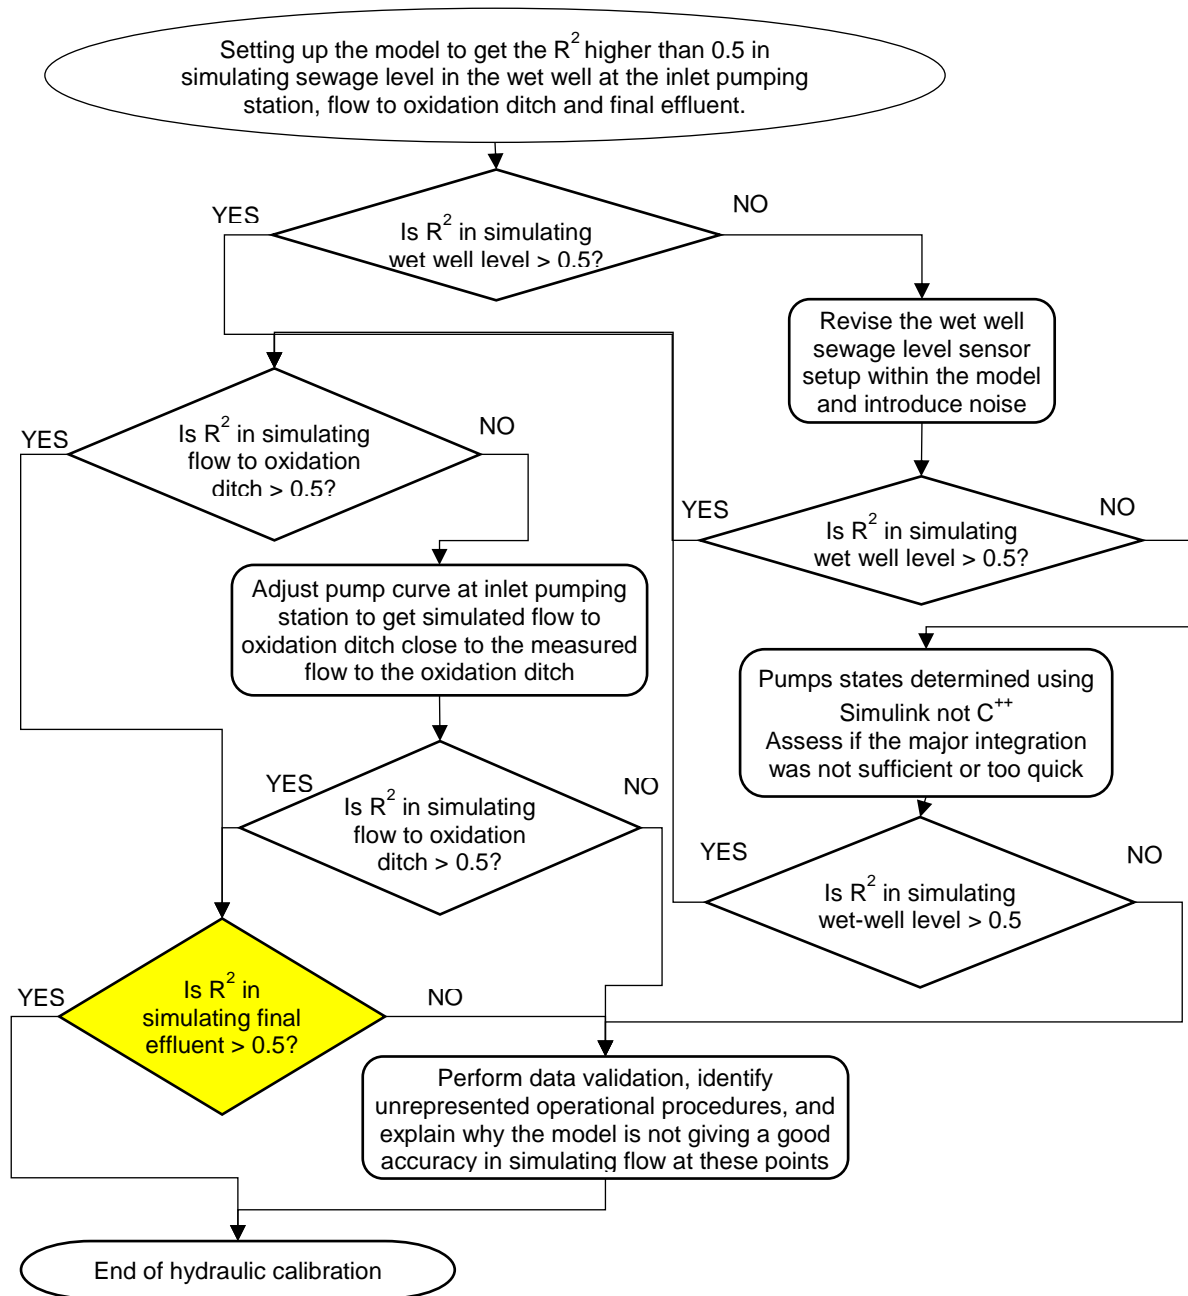 Setting up the model to get the R² higher than 0.5 in
simulating sewage level in the wet well at the inlet pumping
station, flow to oxidation ditch and final effluent.
YES
NO
Is R² in simulating
wet well level > 0.5?
Revise the wet well
sewage level sensor
setup within the model
and introduce noise
YES
NO
Is R² in simulating
flow to oxidation
ditch > 0.5?
YES
NO
Is R² in simulating
wet well level > 0.5?
Adjust pump curve at inlet pumping
station to get simulated flow to
oxidation ditch close to the measured
flow to the oxidation ditch
Pumps states determined using
Simulink not C⁺⁺
Assess if the major integration
was not sufficient or too quick
YES
NO
Is R² in simulating
flow to oxidation
ditch > 0.5?
YES
NO
Is R² in simulating
wet-well level > 0.5
YES
NO
Is R² in
simulating final
effluent > 0.5?
Perform data validation, identify
unrepresented operational procedures, and
explain why the model is not giving a good
accuracy in simulating flow at these points
End of hydraulic calibration